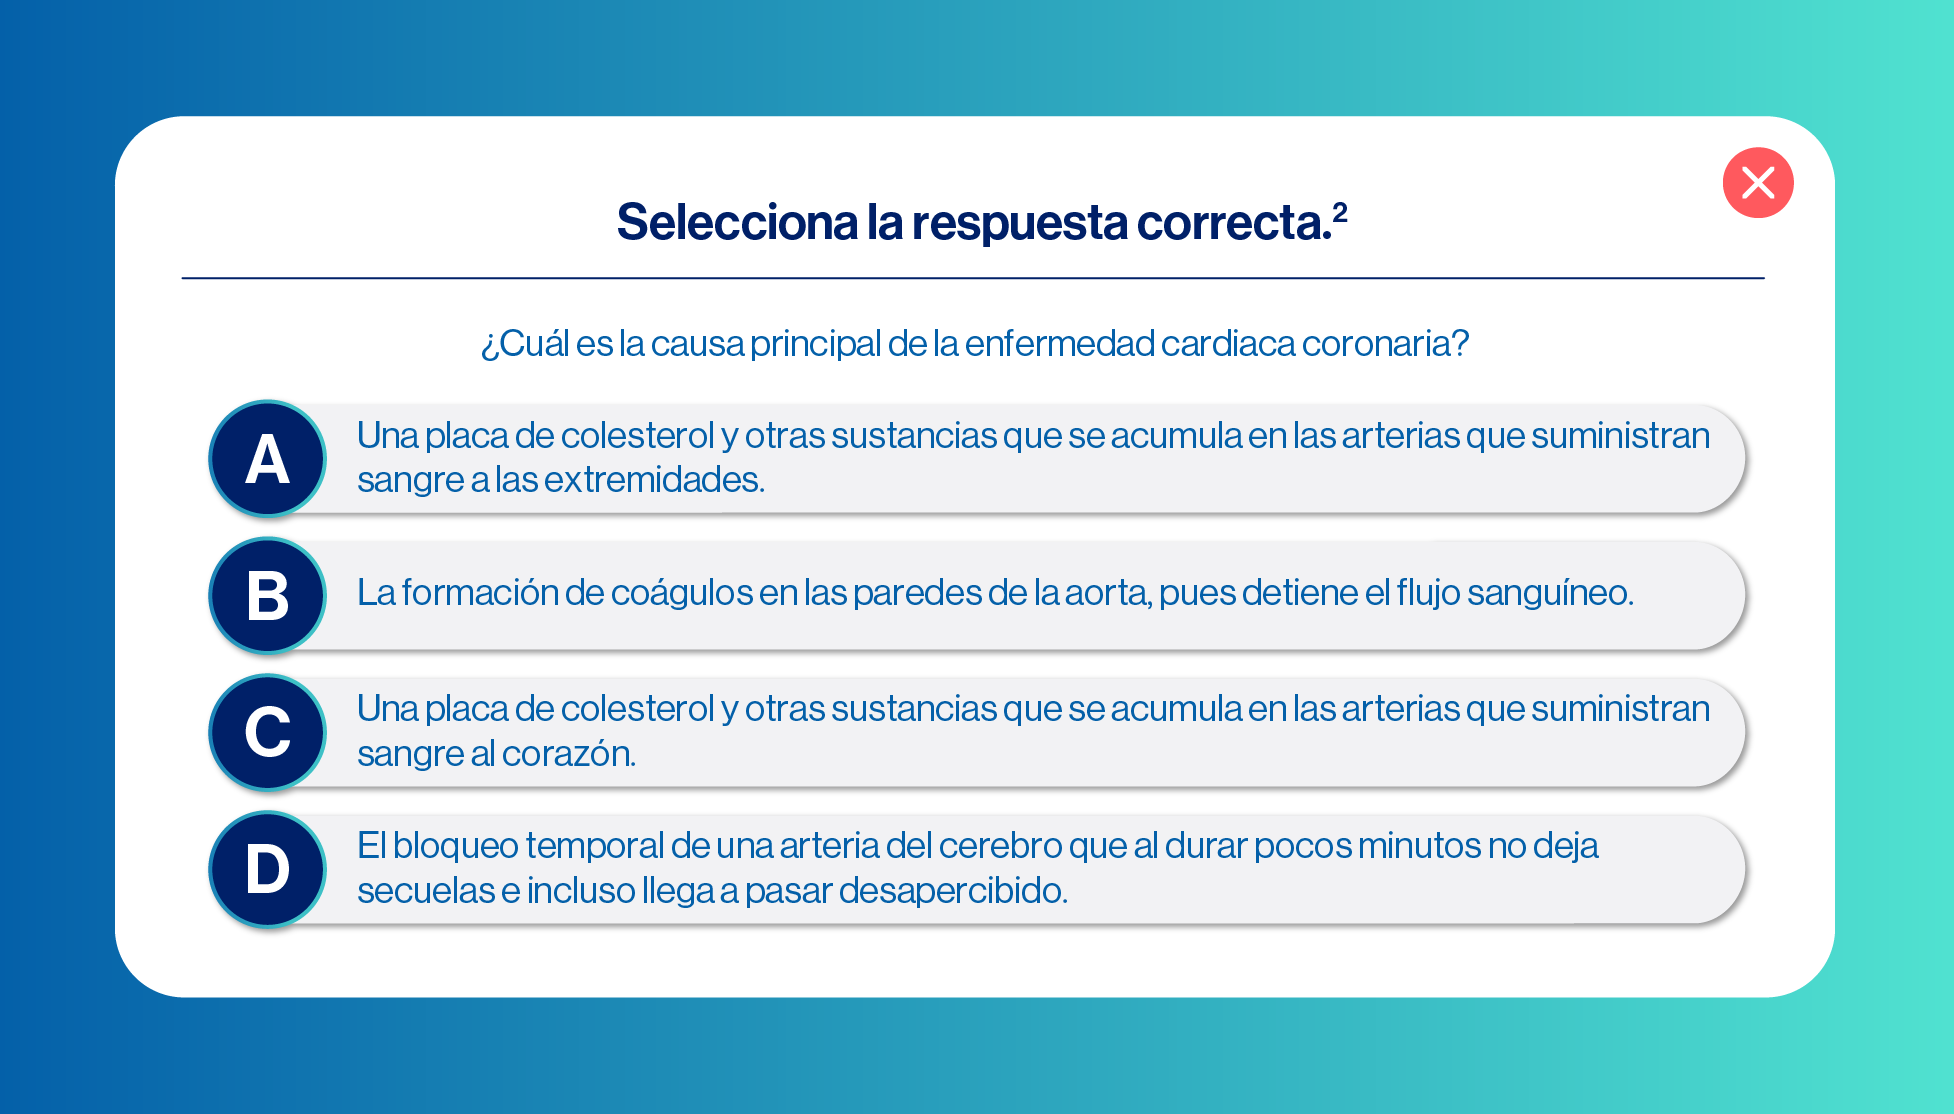 Selecciona la respuesta correcta.²
¿Cuál es la causa principal de la enfermedad cardiaca coronaria?
A
Una placa de colesterol y otras sustancias que se acumula en las arterias que suministran
sangre a las extremidades.
B
La formación de coágulos en las paredes de la aorta, pues detiene el flujo sanguíneo.
C
Una placa de colesterol y otras sustancias que se acumula en las arterias que suministran
sangre al corazón.
D
El bloqueo temporal de una arteria del cerebro que al durar pocos minutos no deja
secuelas e incluso llega a pasar desapercibido.